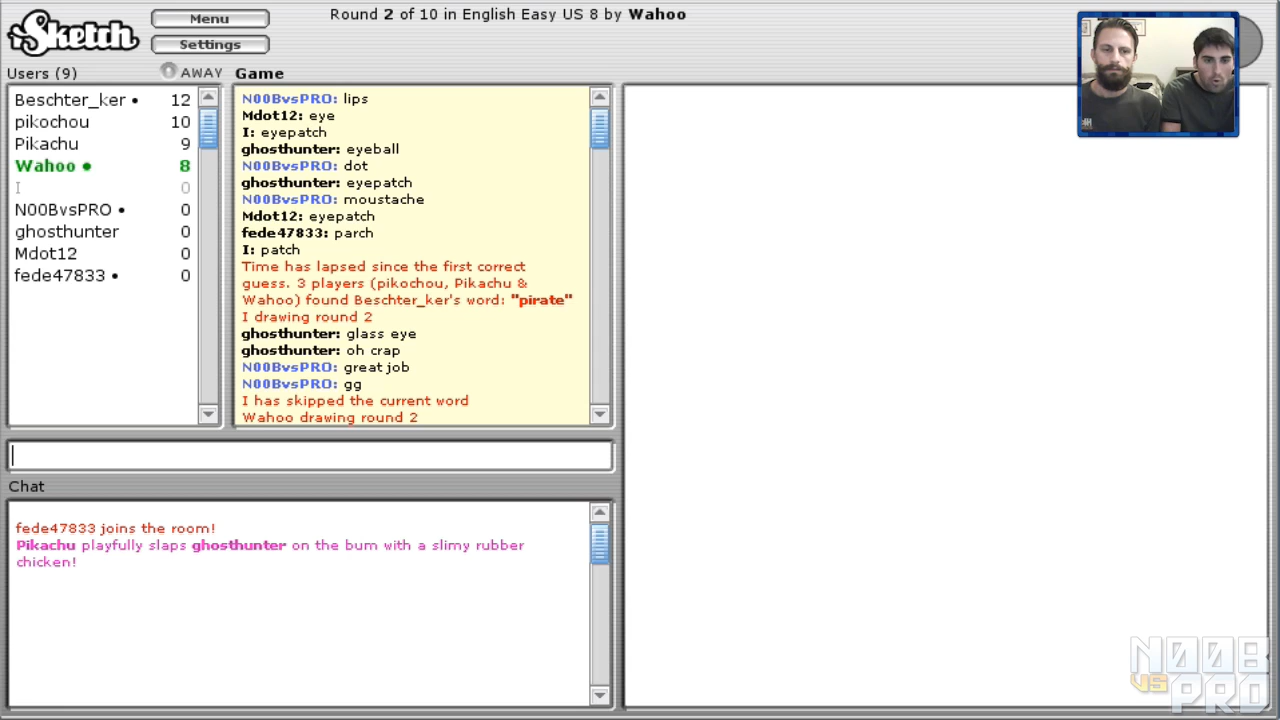 iSketch
Menu
Settings
Round 2 of 10 in English Easy US 8 by Wahoo
Users (9)
AWAY
Game
Beschter_ker • 12
pikochou 10
Pikachu 9
Wahoo • 8
I 0
N00BvsPRO • 0
ghosthunter 0
Mdot12 0
fede47833 • 0
N00BvsPRO: lips
Mdot12: eye
I: eyepatch
ghosthunter: eyeball
N00BvsPRO: dot
ghosthunter: eyepatch
N00BvsPRO: moustache
Mdot12: eyepatch
fede47833: parch
I: patch
Time has lapsed since the first correct
guess. 3 players (pikochou, Pikachu &
Wahoo) found Beschter_ker's word: "pirate"
I drawing round 2
ghosthunter: glass eye
ghosthunter: oh crap
N00BvsPRO: great job
N00BvsPRO: gg
I has skipped the current word
Wahoo drawing round 2
Chat
fede47833 joins the room!
Pikachu playfully slaps ghosthunter on the bum with a slimy rubber
chicken!
N00B
VS
PRO